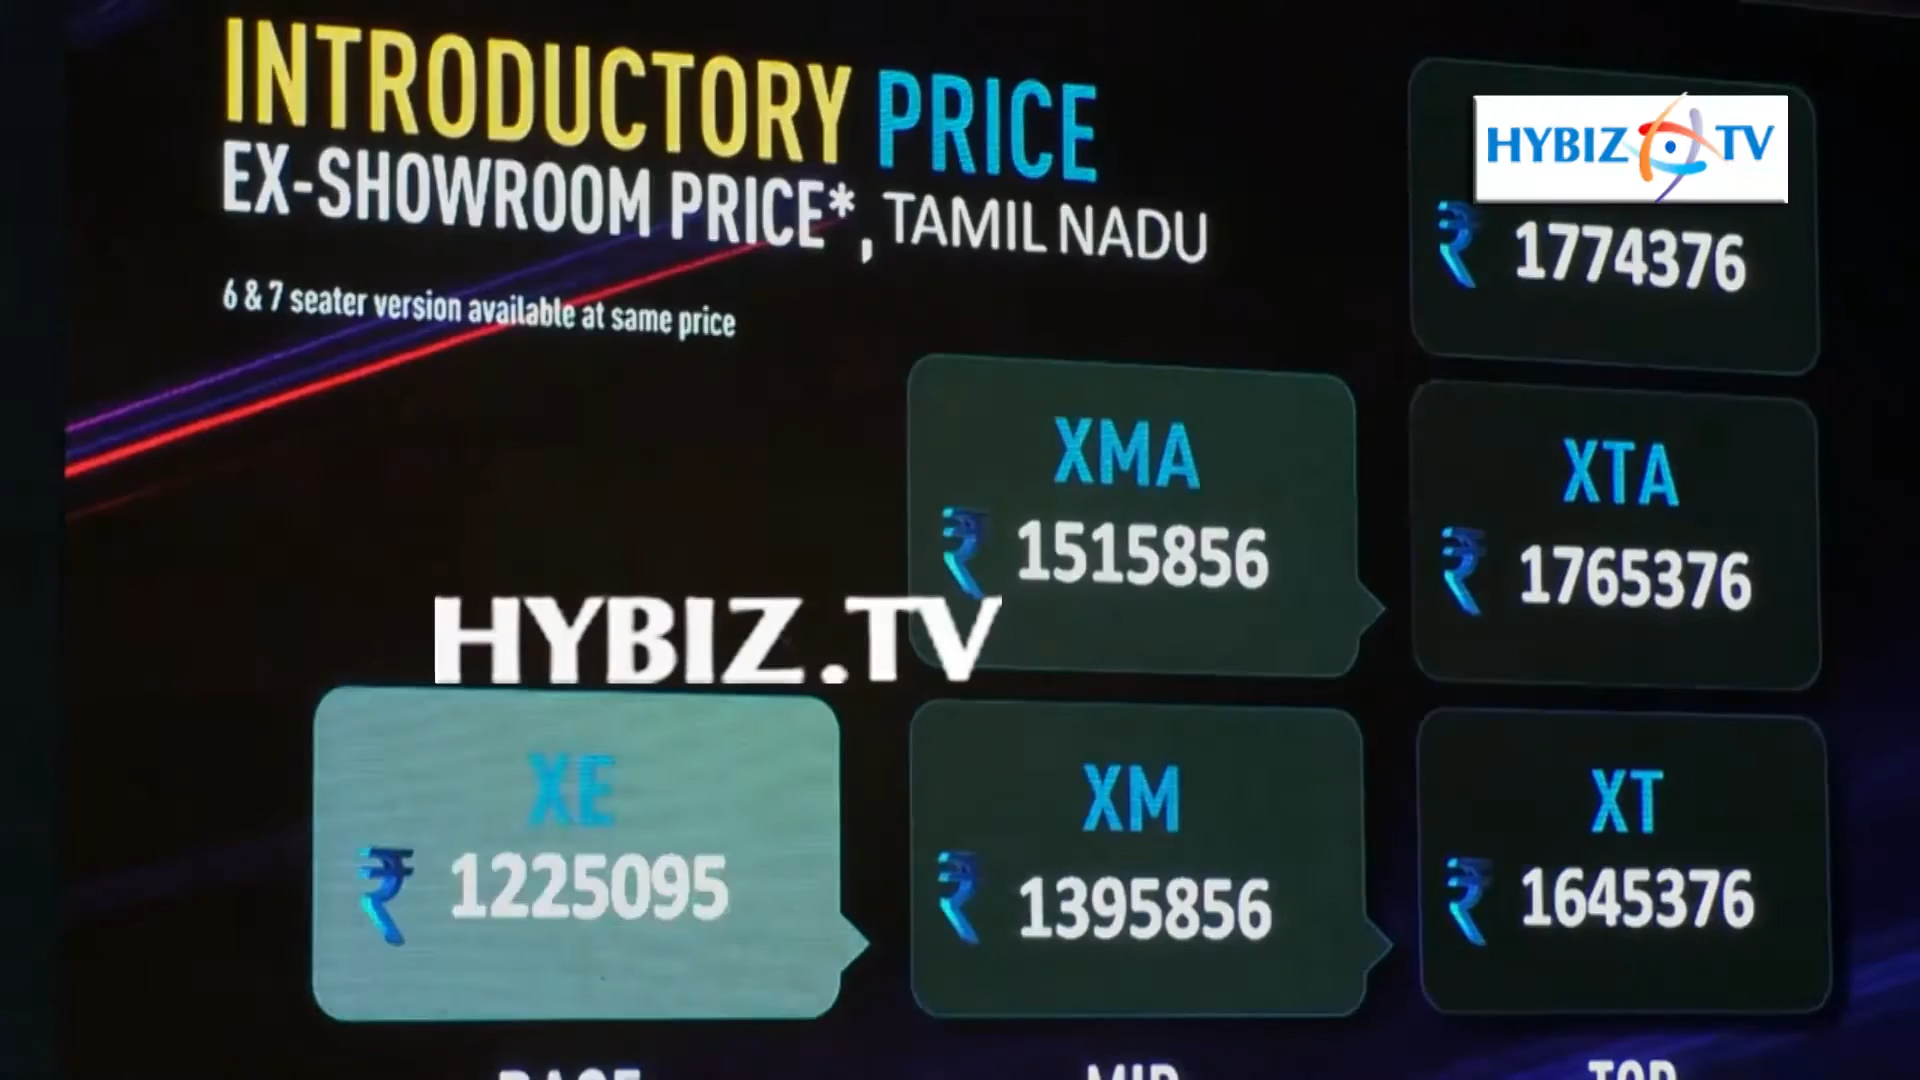 INTRODUCTORY PRICE
EX-SHOWROOM PRICE*, TAMIL NADU
6 & 7 seater version available at same price
HYBIZ TV
₹ 1774376
XMA
₹ 1515856
XTA
₹ 1765376
HYBIZ.TV
XE
₹ 1225095
XM
₹ 1395856
XT
₹ 1645376